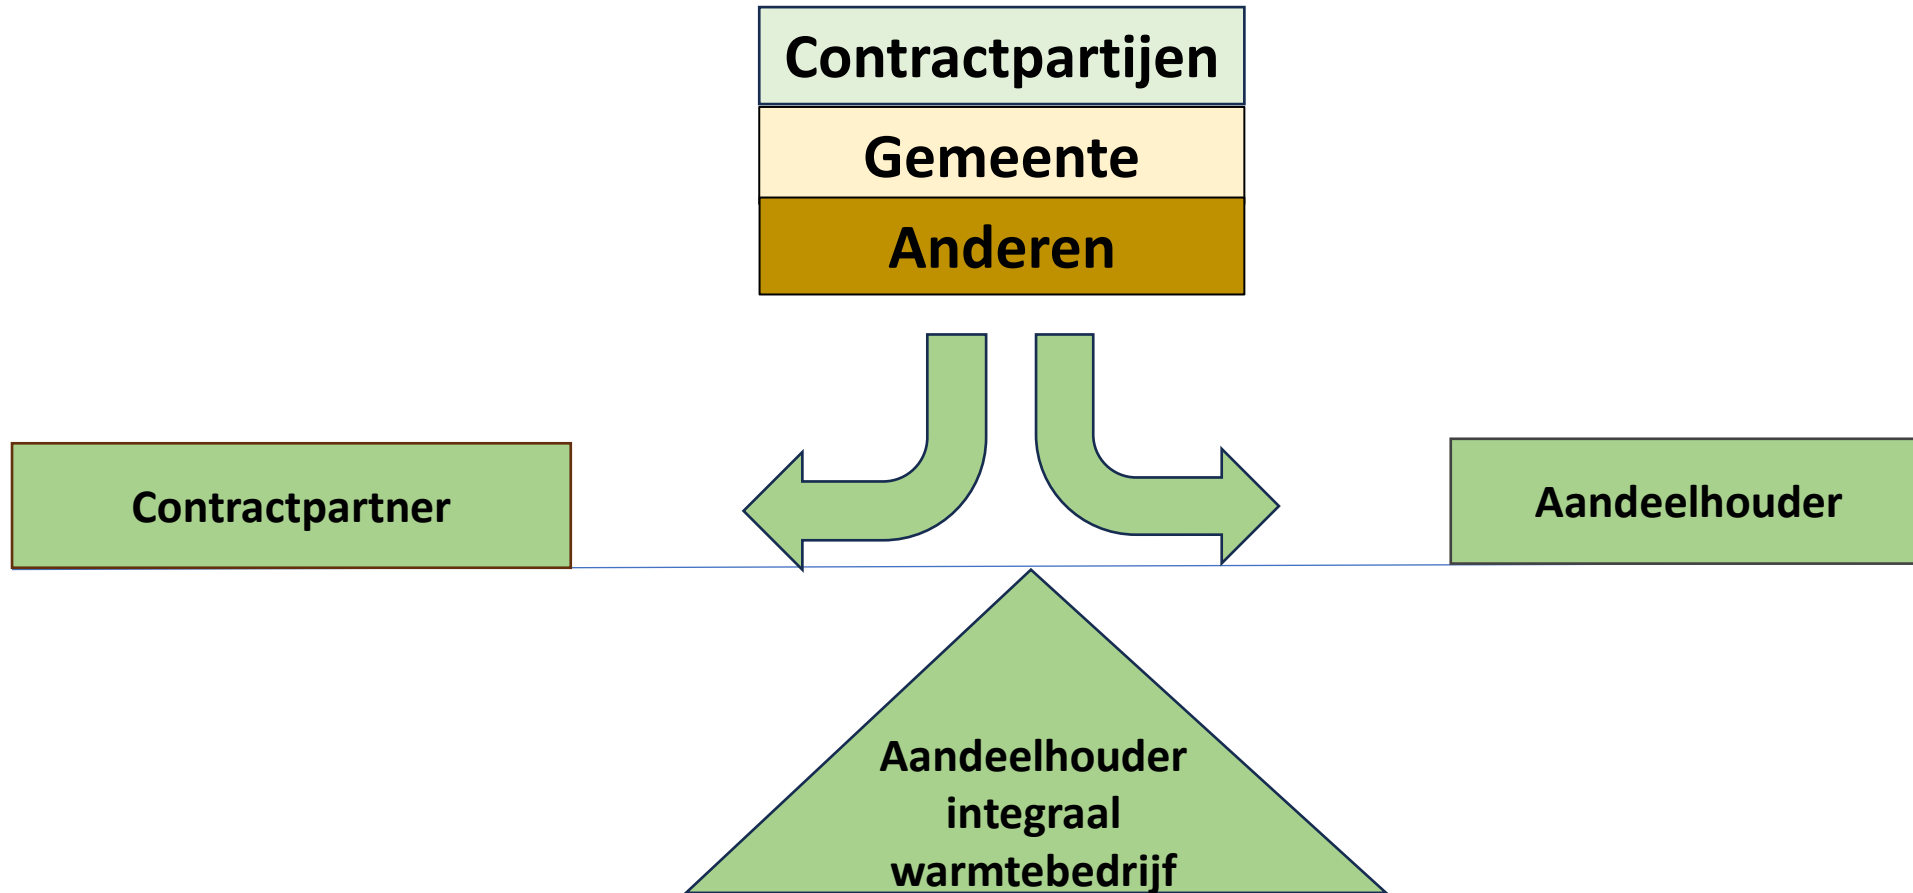 Contractpartijen
Gemeente
Anderen
Contractpartner
Aandeelhouder
Aandeelhouder
integraal
warmtebedrijf